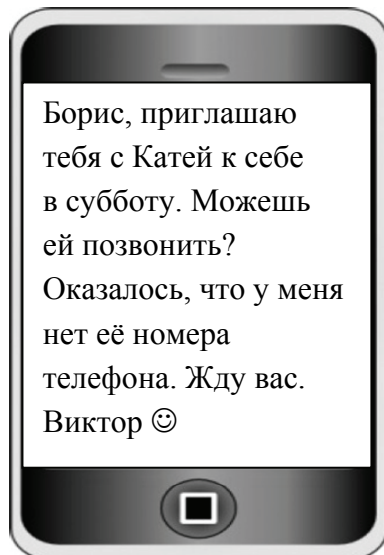 Борис, приглашаю
тебя с Катей к себе
в субботу. Можешь
ей позвонить?
Оказалось, что у меня
нет её номера
телефона. Жду вас.
Виктор ☺